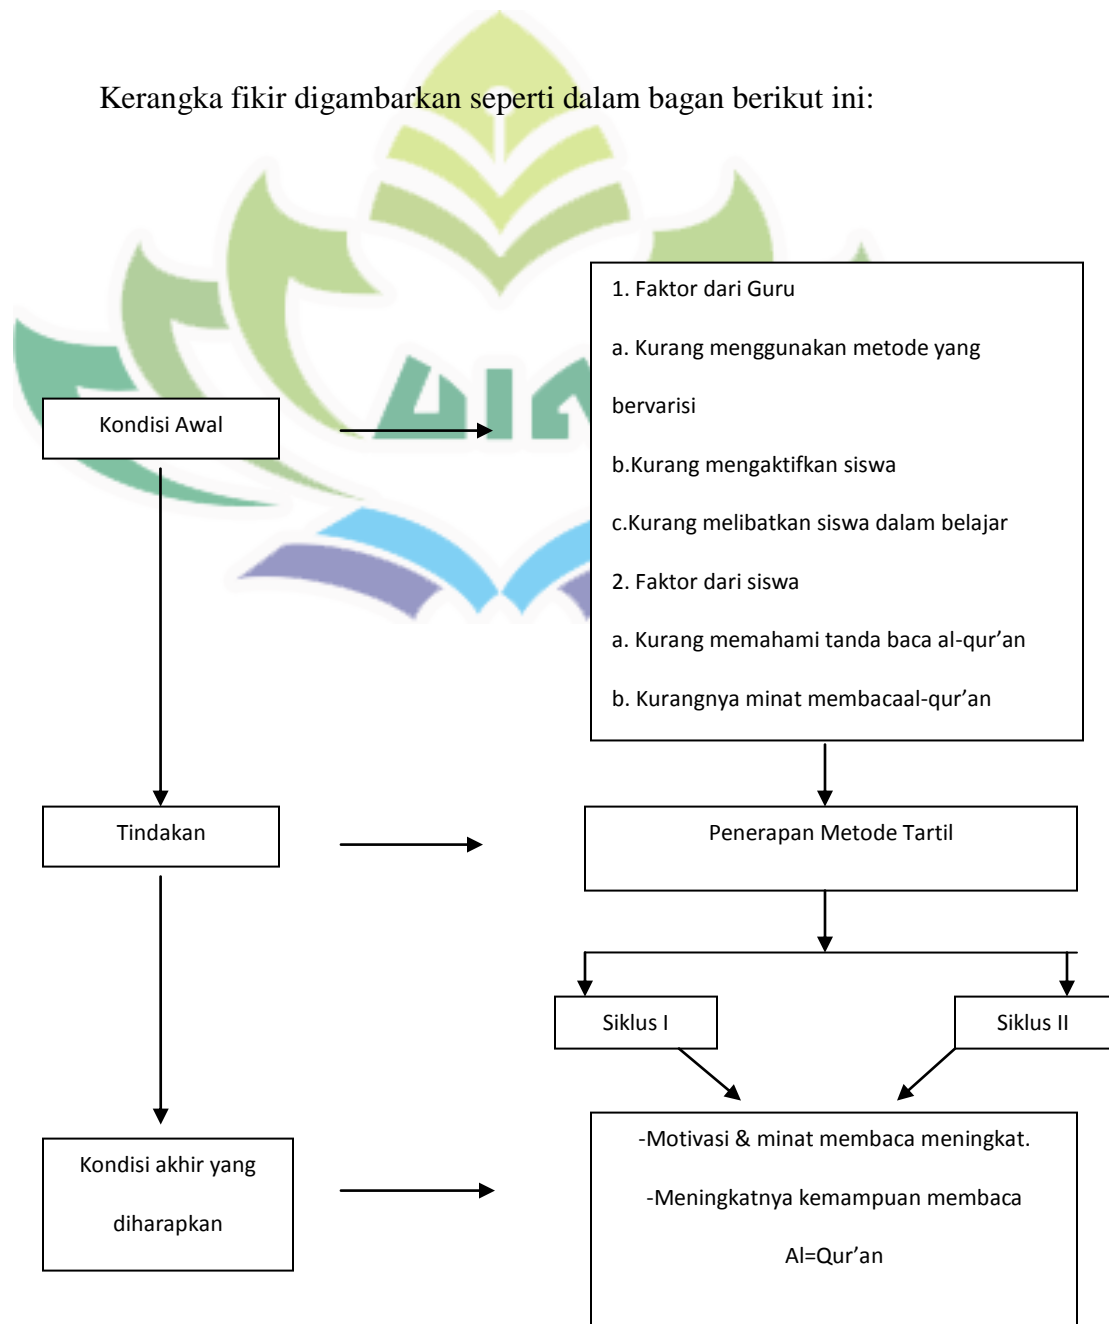 Kerangka fikir digambarkan seperti dalam bagan berikut ini:
Kondisi Awal
1. Faktor dari Guru
a. Kurang menggunakan metode yang
bervarisi
b.Kurang mengaktifkan siswa
c.Kurang melibatkan siswa dalam belajar
2. Faktor dari siswa
a. Kurang memahami tanda baca al-qur’an
b. Kurangnya minat membacaal-qur’an
Tindakan
Penerapan Metode Tartil
Siklus I
Siklus II
Kondisi akhir yang
diharapkan
-Motivasi & minat membaca meningkat.
-Meningkatnya kemampuan membaca
Al=Qur’an